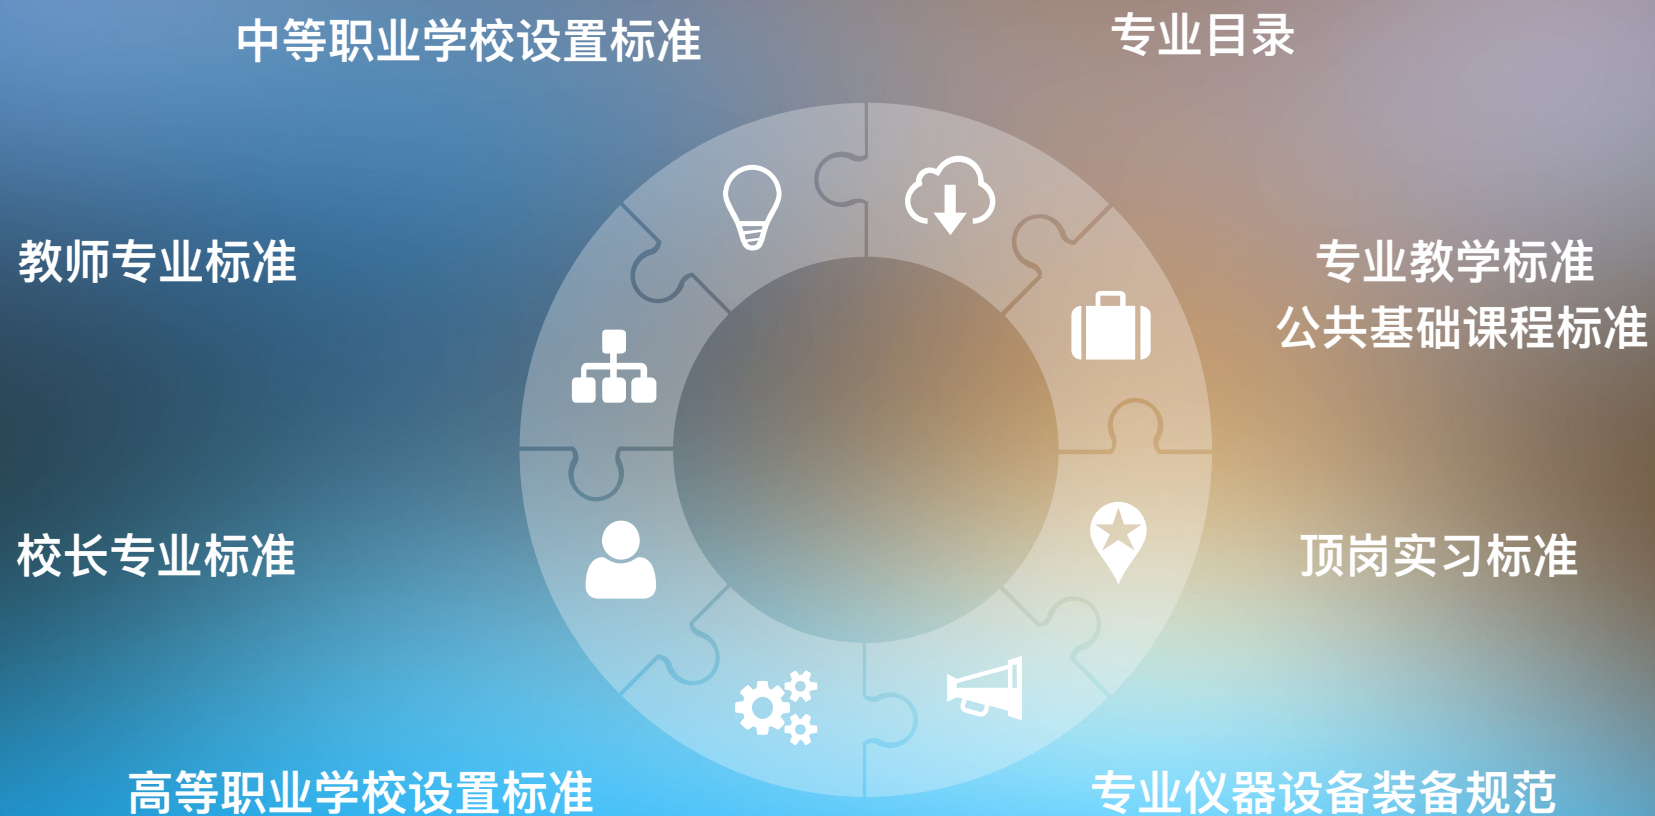 中等职业学校设置标准
专业目录
教师专业标准
专业教学标准
公共基础课程标准
校长专业标准
顶岗实习标准
高等职业学校设置标准
专业仪器设备装备规范